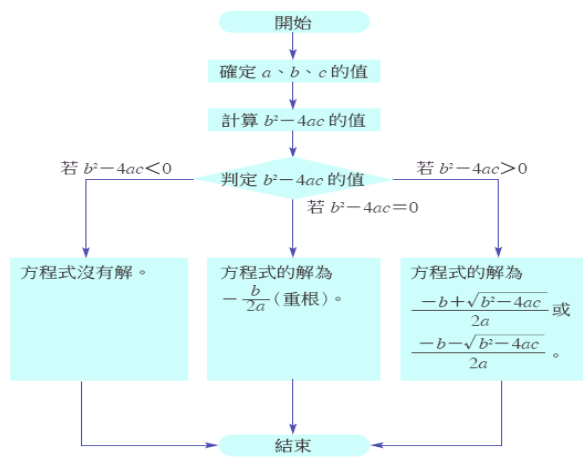 開始
確定 a、b、c 的值
計算 b²－4ac 的值
判定 b²－4ac 的值
若 b²－4ac＜0
若 b²－4ac＝0
若 b²－4ac＞0
方程式沒有解。
方程式的解為
－b/2a (重根)。
方程式的解為
(－b＋√(b²－4ac))/2a 或
(－b－√(b²－4ac))/2a 。
結束